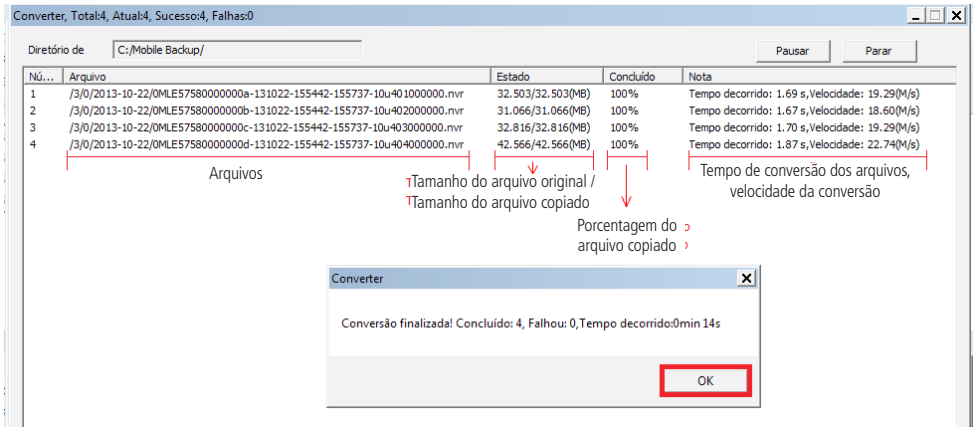 Converter, Total:4, Atual:4, Sucesso:4, Falhas:0
Diretório de C:/Mobile Backup/ Pausar Parar
Nú... Arquivo Estado Concluído Nota
1 /3/0/2013-10-22/0MLE57580000000a-131022-155442-155737-10u401000000.nvr 32.503/32.503(MB) 100% Tempo decorrido: 1.69 s,Velocidade: 19.29(M/s)
2 /3/0/2013-10-22/0MLE57580000000b-131022-155442-155737-10u402000000.nvr 31.066/31.066(MB) 100% Tempo decorrido: 1.67 s,Velocidade: 18.60(M/s)
3 /3/0/2013-10-22/0MLE57580000000c-131022-155442-155737-10u403000000.nvr 32.816/32.816(MB) 100% Tempo decorrido: 1.70 s,Velocidade: 19.29(M/s)
4 /3/0/2013-10-22/0MLE57580000000d-131022-155442-155737-10u404000000.nvr 42.566/42.566(MB) 100% Tempo decorrido: 1.87 s,Velocidade: 22.74(M/s)
Arquivos
Tamanho do arquivo original /
Tamanho do arquivo copiado
Porcentagem do
arquivo copiado
Tempo de conversão dos arquivos,
velocidade da conversão
Converter
Conversão finalizada! Concluído: 4, Falhou: 0,Tempo decorrido:0min 14s
OK